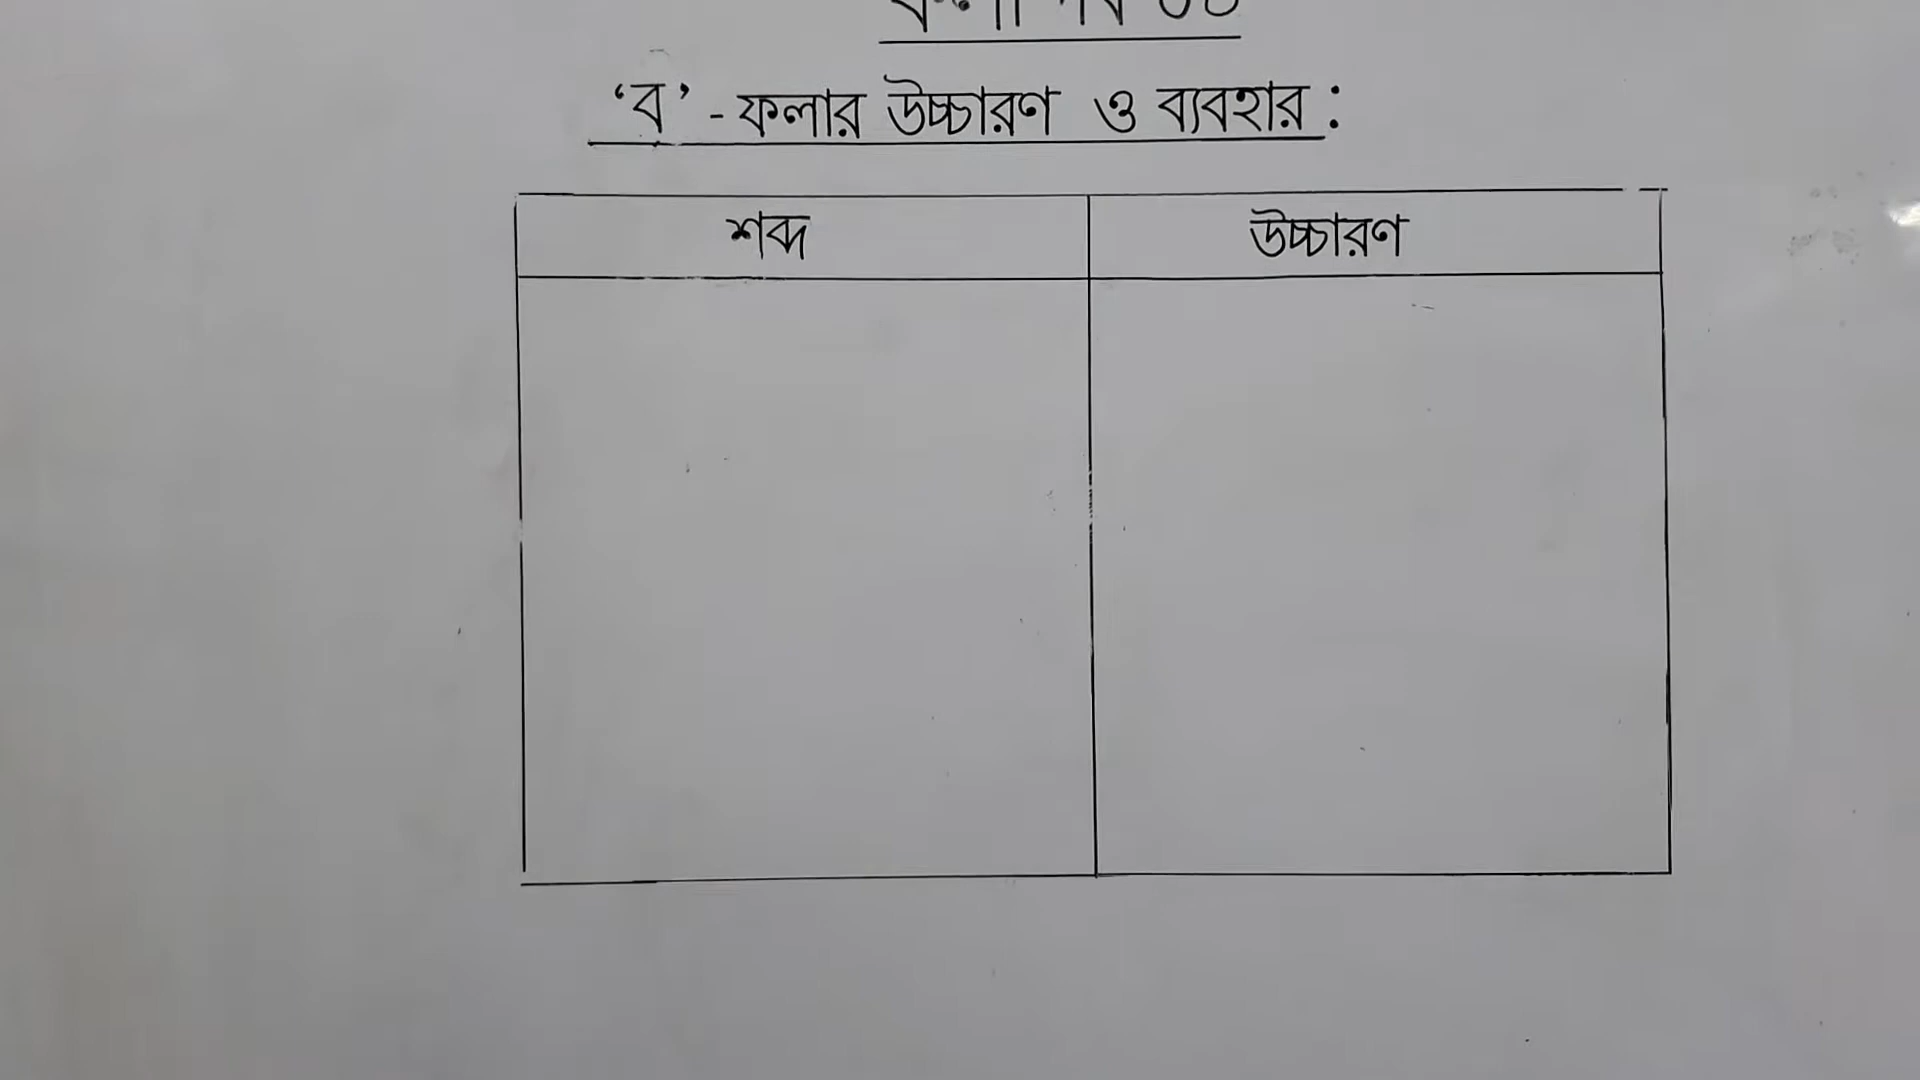 ‘ব’ - ফলার উচ্চারণ ও ব্যবহার :
শব্দ
উচ্চারণ